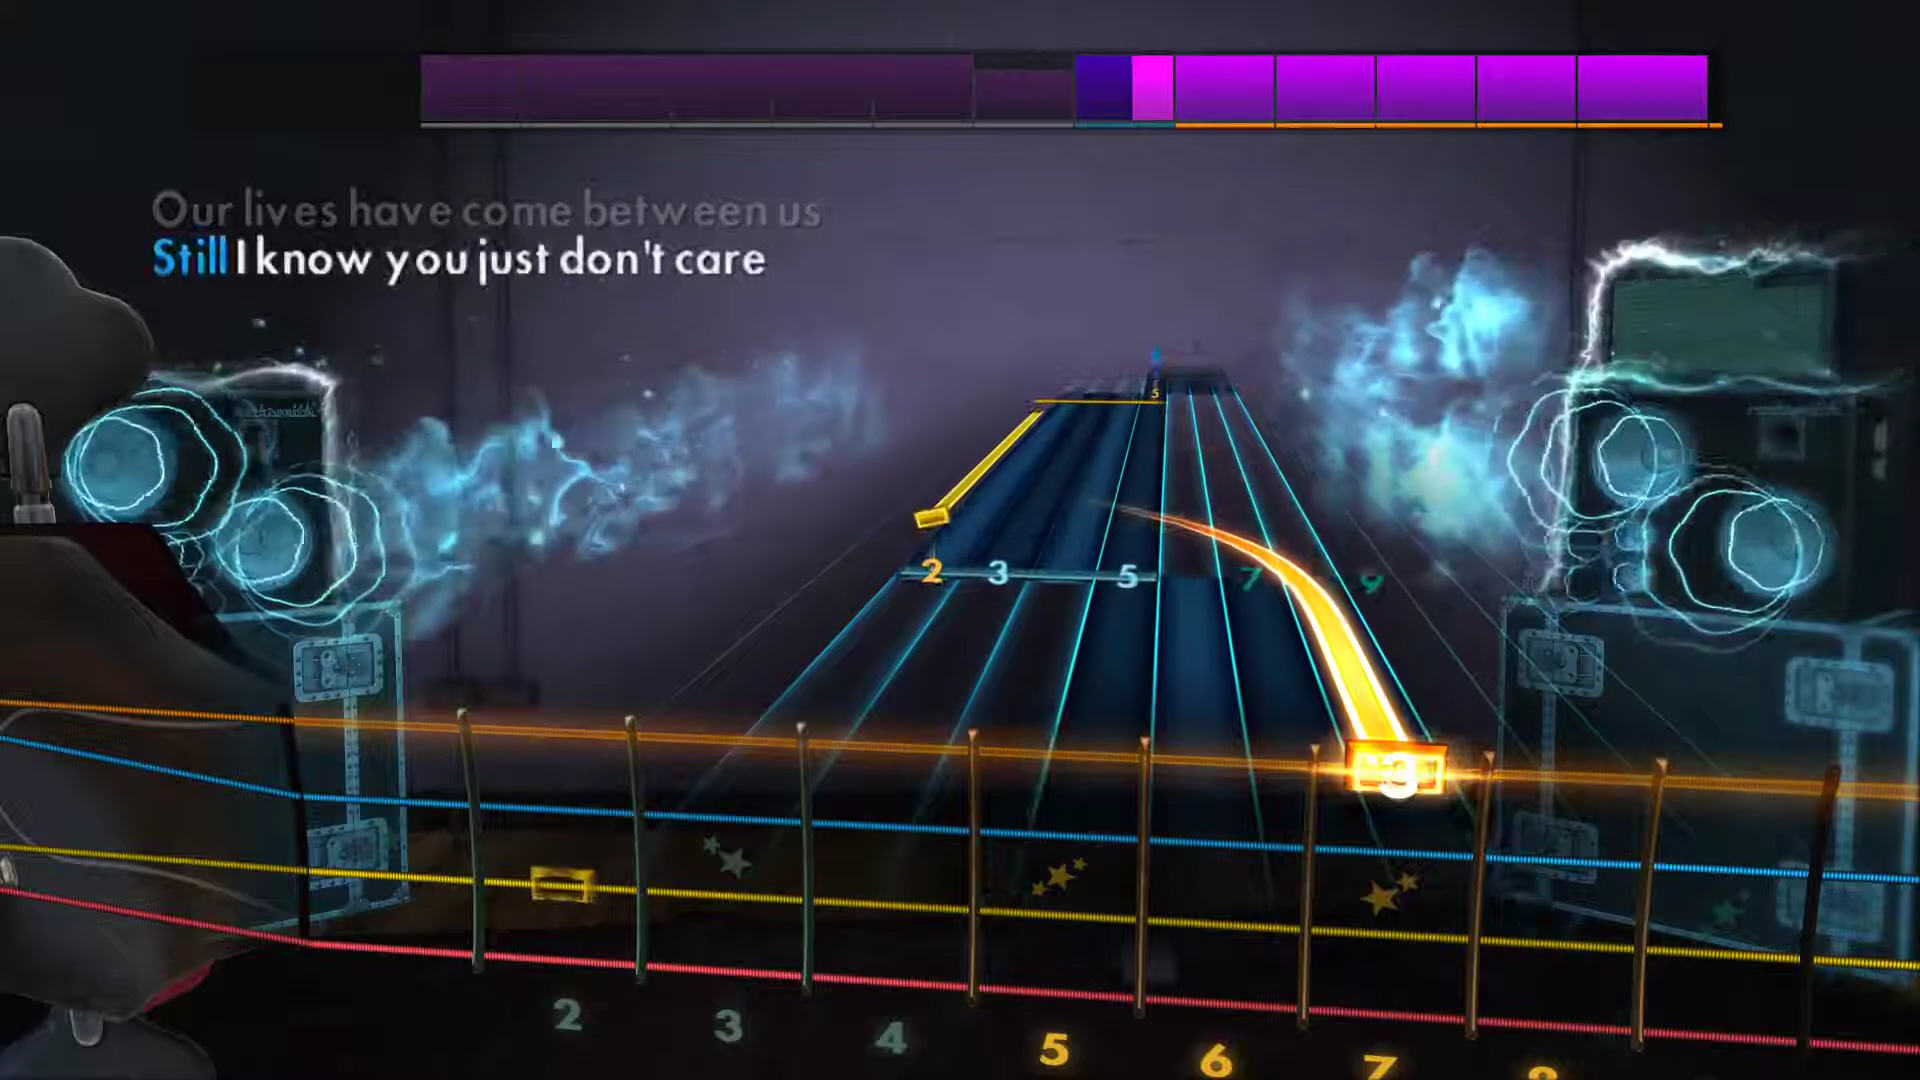 Our lives have come between us
Still I know you just don't care
5
2 3 5 7 9
2 3 4 5 6 7